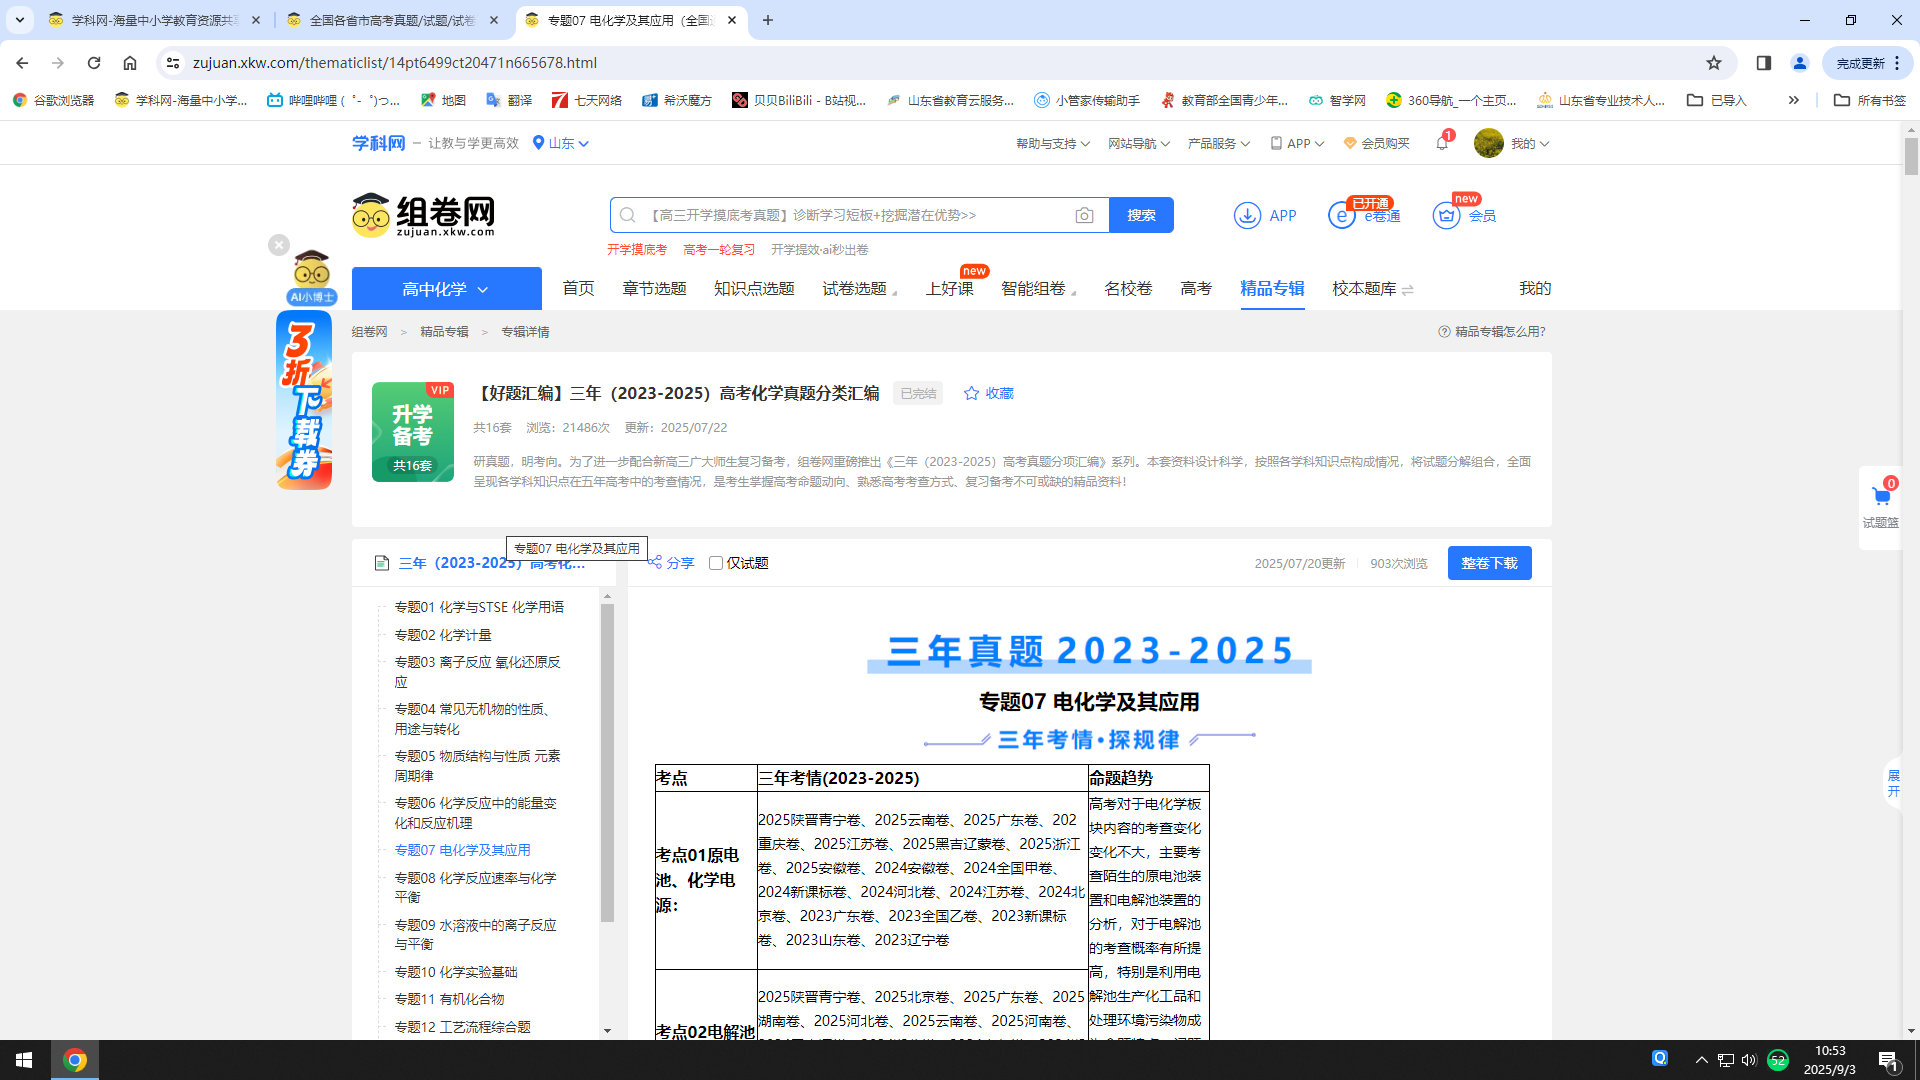 学科网-海量中小学教育资源共
全国各省市高考真题/试题/试卷
专题07 电化学及其应用（全国
zujuan.xkw.com/thematiclist/14pt6499ct20471n665678.html
完成更新
谷歌浏览器
学科网-海量中小学...
哔哩哔哩 (゜-゜)つ...
地图
翻译
七天网络
希沃魔方
贝贝BiliBili - B站视...
山东省教育云服务...
小管家传输助手
教育部全国青少年...
智学网
360导航_一个主页...
山东省专业技术人...
已导入
所有书签
学科网 – 让教与学更高效 山东
帮助与支持 网站导航 产品服务 APP 会员购买 1 我的
组卷网
zujuan.xkw.com
【高三开学摸底考真题】诊断学习短板+挖掘潜在优势>>
搜索
APP
已开通
e卷通
new
会员
开学摸底考 高考一轮复习 开学提效·ai秒出卷
AI小博士
3折下载券
高中化学
首页 章节选题 知识点选题 试卷选题 上好课 new 智能组卷 名校卷 高考 精品专辑 校本题库 我的
组卷网 > 精品专辑 > 专辑详情
精品专辑怎么用?
VIP
升学
备考
共16套
【好题汇编】三年（2023-2025）高考化学真题分类汇编 已完结 收藏
共16套 浏览：21486次 更新：2025/07/22
研真题，明考向。为了进一步配合新高三广大师生复习备考，组卷网重磅推出《三年（2023-2025）高考真题分项汇编》系列。本套资料设计科学，按照各学科知识点构成情况，将试题分解组合，全面
呈现各学科知识点在五年高考中的考查情况，是考生掌握高考命题动向、熟悉高考考查方式、复习备考不可或缺的精品资料！
0
试题篮
展开
专题07 电化学及其应用
三年（2023-2025）高考化...
分享 仅试题
2025/07/20更新 903次浏览 整卷下载
专题01 化学与STSE 化学用语
专题02 化学计量
专题03 离子反应 氧化还原反
应
专题04 常见无机物的性质、
用途与转化
专题05 物质结构与性质 元素
周期律
专题06 化学反应中的能量变
化和反应机理
专题07 电化学及其应用
专题08 化学反应速率与化学
平衡
专题09 水溶液中的离子反应
与平衡
专题10 化学实验基础
专题11 有机化合物
专题12 工艺流程综合题
三年真题 2023-2025
专题07 电化学及其应用
三年考情·探规律
考点 三年考情(2023-2025) 命题趋势
考点01原电
池、化学电
源：
2025陕晋青宁卷、2025云南卷、2025广东卷、202
重庆卷、2025江苏卷、2025黑吉辽蒙卷、2025浙江
卷、2025安徽卷、2024安徽卷、2024全国甲卷、
2024新课标卷、2024河北卷、2024江苏卷、2024北
京卷、2023广东卷、2023全国乙卷、2023新课标
卷、2023山东卷、2023辽宁卷
高考对于电化学板
块内容的考查变化
变化不大，主要考
查陌生的原电池装
置和电解池装置的
分析，对于电解池
的考查概率有所提
高，特别是利用电
解池生产化工品和
处理环境污染物成
考点02电解池
2025陕晋青宁卷、2025北京卷、2025广东卷、2025
湖南卷、2025河北卷、2025云南卷、2025河南卷、
52
10:53
2025/9/3
1